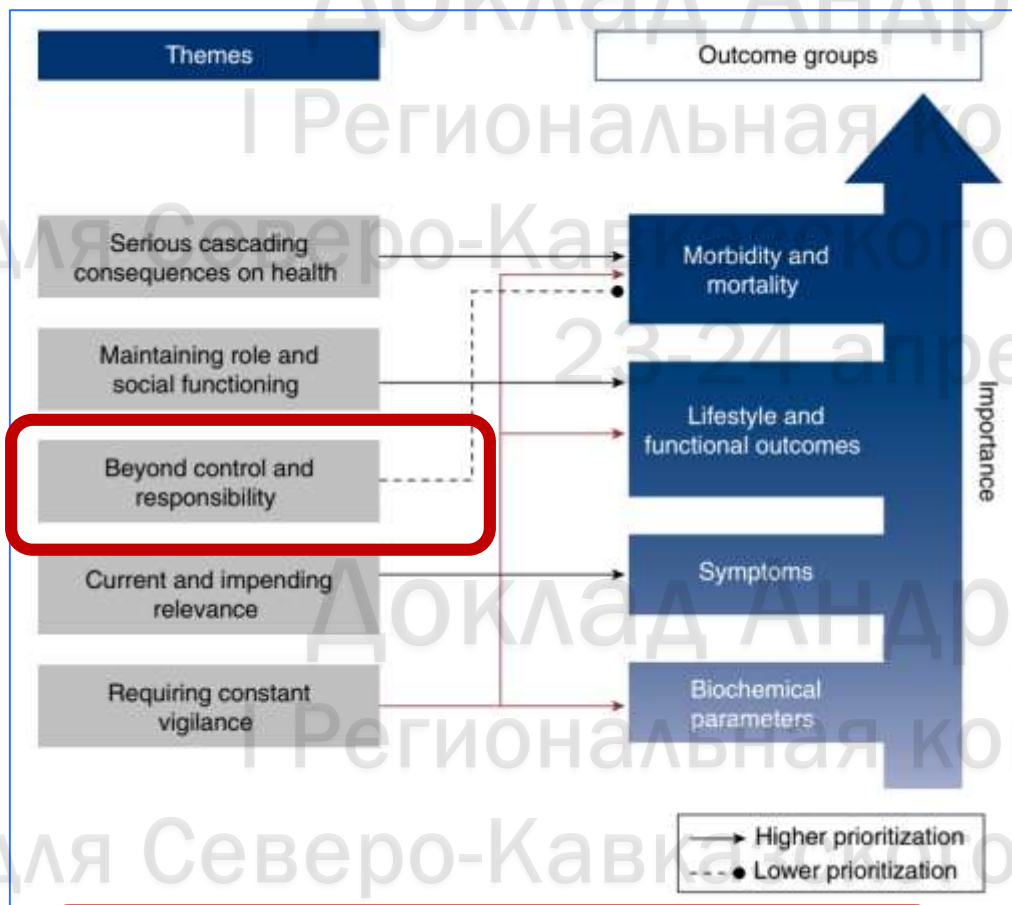 Доклад Андр
Themes
Outcome groups
I Региональная ко
Serious cascading
consequences on health
Morbidity and
mortality
для Северо-Кавказского
23-24 апре
Maintaining role and
social functioning
Lifestyle and
functional outcomes
Importance
Beyond control and
responsibility
Current and impending
relevance
Symptoms
Доклад Андр
Requiring constant
vigilance
Biochemical
parameters
I Региональная ко
Higher prioritization
Lower prioritization
для Северо-Кавказского